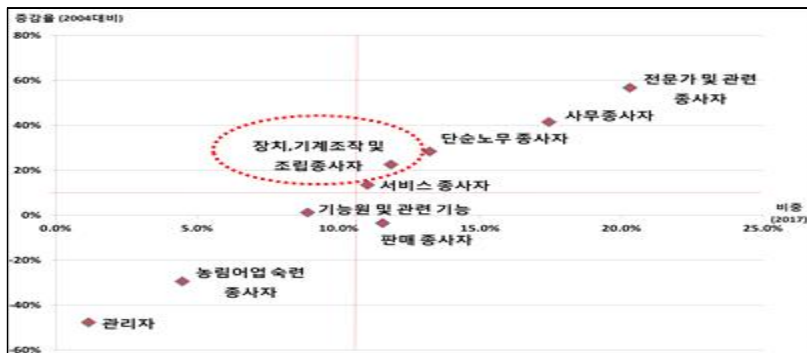 증감율 (2004대비)
80%
60%
전문가 및 관련
종사자
사무종사자
40%
단순노무 종사자
장치,기계조작 및
조립종사자
20%
서비스 종사자
기능원 및 관련 기능
0%
비중
(2017)
0.0%
5.0%
10.0%
15.0%
20.0%
25.0%
판매 종사자
-20%
농림어업 숙련
종사자
-40%
관리자
-60%